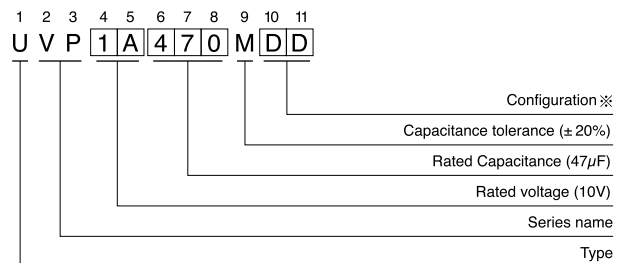 1 2 3 4 5 6 7 8 9 10 11
U V P 1 A 4 7 0 M D D
Configuration※
Capacitance tolerance (±20%)
Rated Capacitance (47µF)
Rated voltage (10V)
Series name
Type